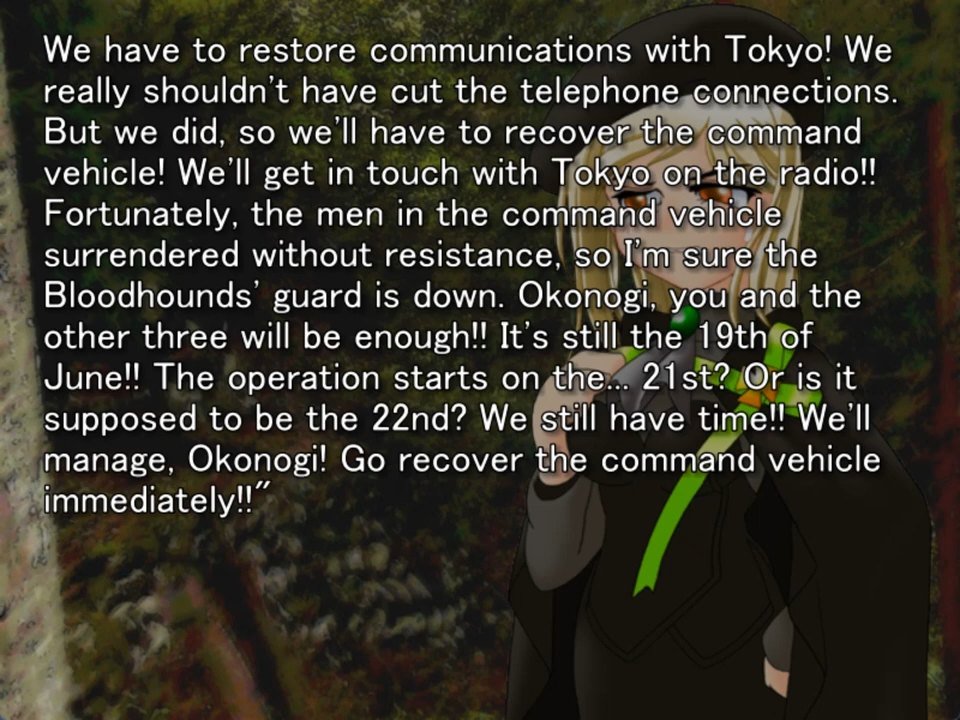 We have to restore communications with Tokyo! We
really shouldn't have cut the telephone connections.
But we did, so we'll have to recover the command
vehicle! We'll get in touch with Tokyo on the radio!!
Fortunately, the men in the command vehicle
surrendered without resistance, so I'm sure the
Bloodhounds' guard is down. Okonogi, you and the
other three will be enough!! It's still the 19th of
June!! The operation starts on the... 21st? Or is it
supposed to be the 22nd? We still have time!! We'll
manage, Okonogi! Go recover the command vehicle
immediately!!"